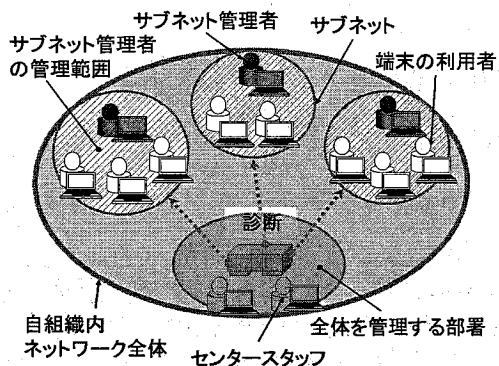 サブネット管理者
サブネット
サブネット管理者
の管理範囲
端末の利用者
診断
自組織内
ネットワーク全体
全体を管理する部署
センタースタッフ